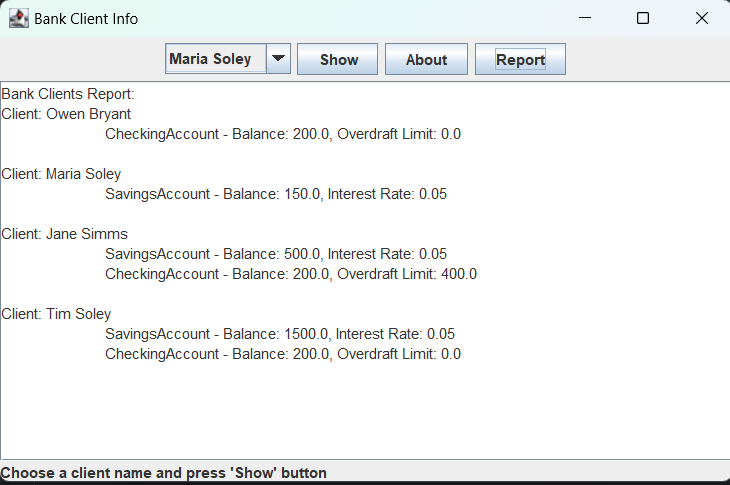 Bank Client Info
Maria Soley Show About Report
Bank Clients Report:
Client: Owen Bryant
CheckingAccount - Balance: 200.0, Overdraft Limit: 0.0
Client: Maria Soley
SavingsAccount - Balance: 150.0, Interest Rate: 0.05
Client: Jane Simms
SavingsAccount - Balance: 500.0, Interest Rate: 0.05
CheckingAccount - Balance: 200.0, Overdraft Limit: 400.0
Client: Tim Soley
SavingsAccount - Balance: 1500.0, Interest Rate: 0.05
CheckingAccount - Balance: 200.0, Overdraft Limit: 0.0
Choose a client name and press 'Show' button